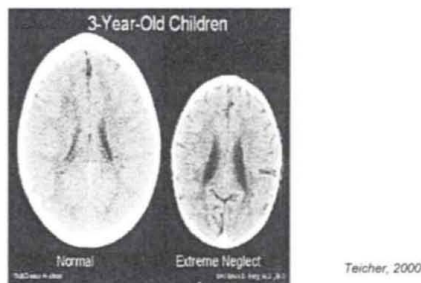 3-Year-Old Children
Normal
Extreme Neglect
Teicher, 2000